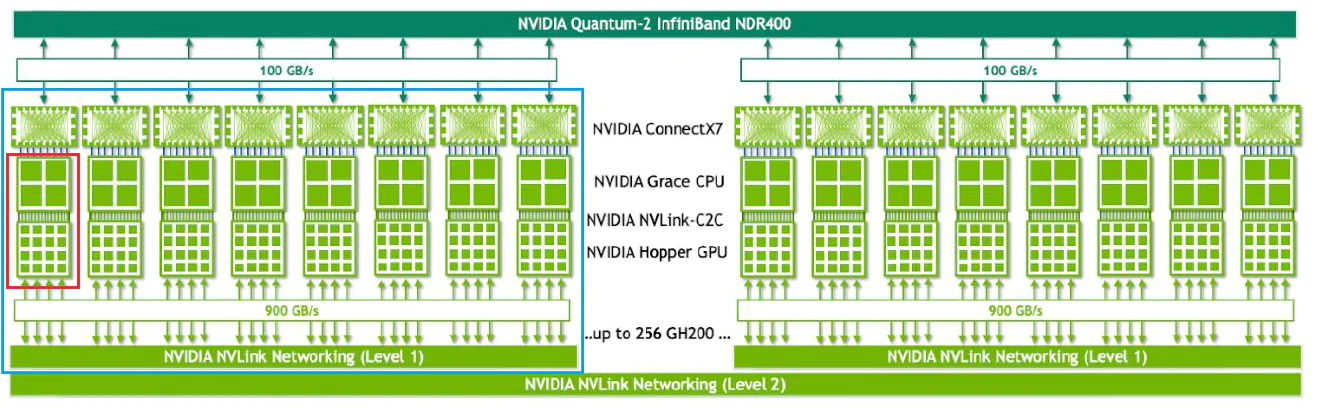 NVIDIA Quantum-2 InfiniBand NDR400
100 GB/s
100 GB/s
NVIDIA ConnectX7
NVIDIA Grace CPU
NVIDIA NVLink-C2C
NVIDIA Hopper GPU
900 GB/s
900 GB/s
..up to 256 GH200 ...
NVIDIA NVLink Networking (Level 1)
NVIDIA NVLink Networking (Level 1)
NVIDIA NVLink Networking (Level 2)